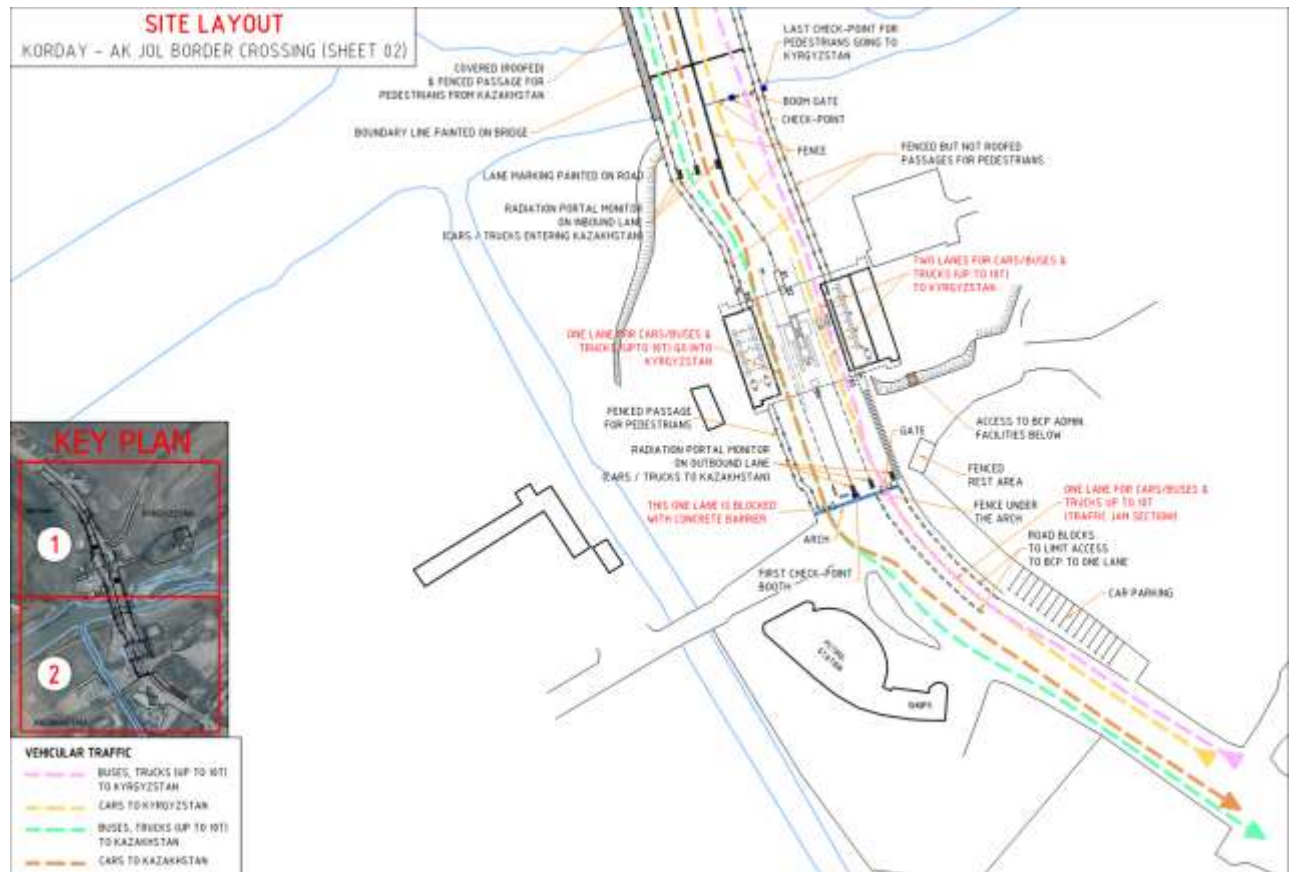 SITE LAYOUT
KORDAY - AK JOL BORDER CROSSING (SHEET 02)
COVERED (ROOFED)
& FENCED PASSAGE FOR
PEDESTRIANS FROM KAZAKHSTAN
BOUNDARY LINE PAINTED ON BRIDGE
LANE MARKING PAINTED ON ROAD
RADIATION PORTAL MONITOR
ON INBOUND LANE
(CARS / TRUCKS ENTERING KAZAKHSTAN)
LAST CHECK-POINT FOR
PEDESTRIANS GOING TO
KYRGYZSTAN
BOOM GATE
CHECK-POINT
FENCE
FENCED BUT NOT ROOFED
PASSAGES FOR PEDESTRIANS
TWO LANES FOR CARS/BUSES &
TRUCKS (UP TO 10T)
TO KYRGYZSTAN
ONE LANE FOR CARS/BUSES &
TRUCKS (UPTO 10T) GO INTO
KYRGYZSTAN
FENCED PASSAGE
FOR PEDESTRIANS
RADIATION PORTAL MONITOR
ON OUTBOUND LANE
(CARS / TRUCKS TO KAZAKHSTAN)
THIS ONE LANE IS BLOCKED
WITH CONCRETE BARRIER
ARCH
FIRST CHECK-POINT
BOOTH
GATE
ACCESS TO BCP ADMIN
FACILITIES BELOW
FENCED
REST AREA
FENCE UNDER
THE ARCH
ONE LANE FOR CARS/BUSES &
TRUCKS UP TO 10T
(TRAFFIC JAM SECTION)
ROAD BLOCKS
TO LIMIT ACCESS
TO BCP TO ONE LANE
CAR PARKING
PETROL
STATION
SHOPS
KEY PLAN
1
2
VEHICULAR TRAFFIC
BUSES, TRUCKS (UP TO 10T)
TO KYRGYZSTAN
CARS TO KYRGYZSTAN
BUSES, TRUCKS (UP TO 10T)
TO KAZAKHSTAN
CARS TO KAZAKHSTAN